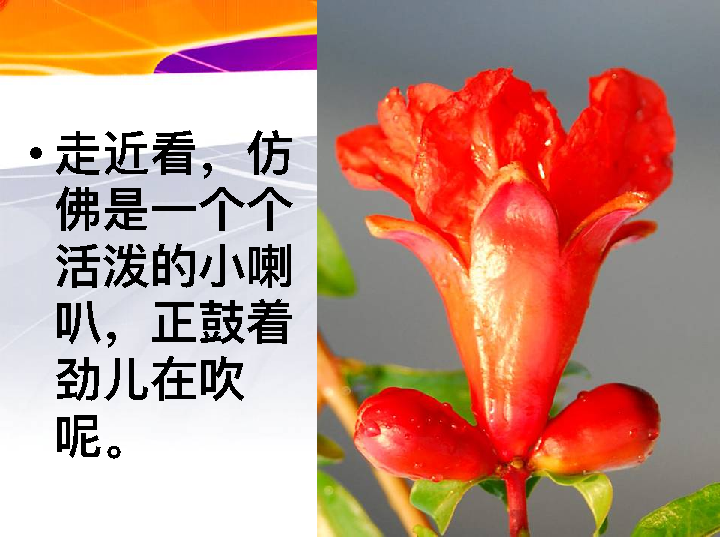 • 走近看，仿
佛是一个个
活泼的小喇
叭，正鼓着
劲儿在吹
呢。